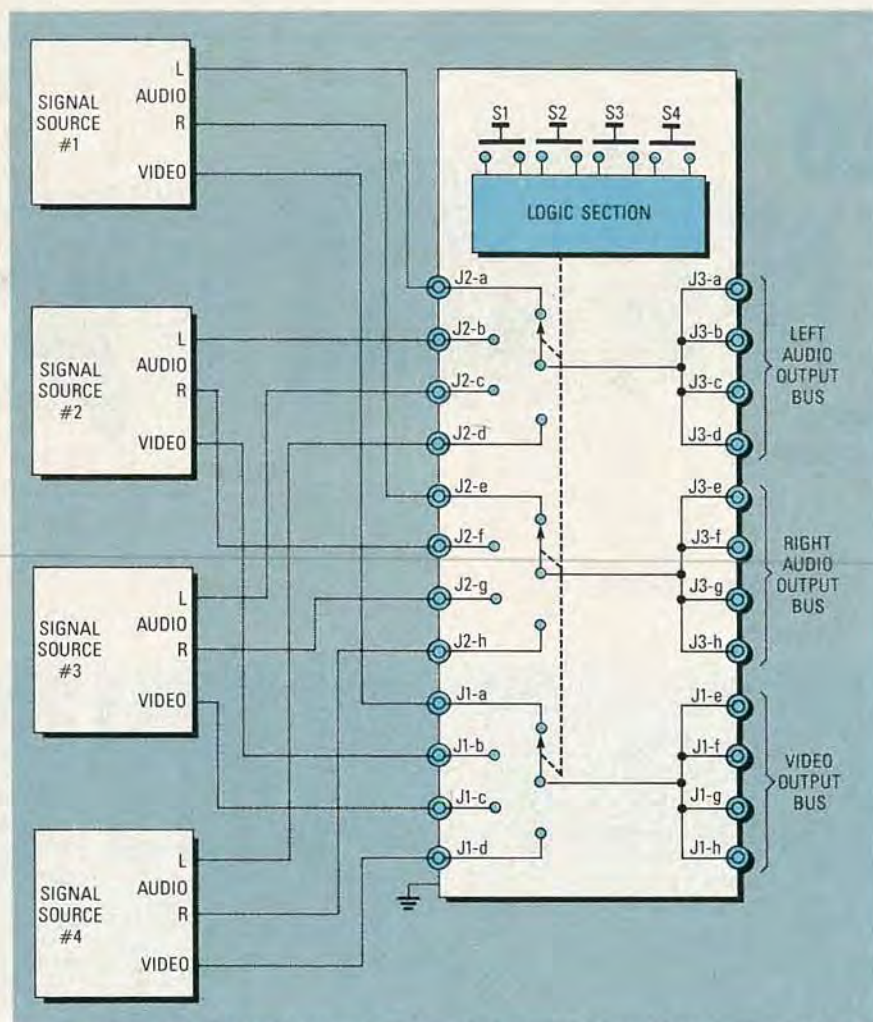 L
AUDIO
R
VIDEO
SIGNAL
SOURCE
#1
L
AUDIO
R
VIDEO
SIGNAL
SOURCE
#2
L
AUDIO
R
VIDEO
SIGNAL
SOURCE
#3
L
AUDIO
R
VIDEO
SIGNAL
SOURCE
#4
S1 S2 S3 S4
LOGIC SECTION
J2-a
J2-b
J2-c
J2-d
J2-e
J2-f
J2-g
J2-h
J1-a
J1-b
J1-c
J1-d
J3-a
J3-b
J3-c
J3-d
LEFT
AUDIO
OUTPUT
BUS
J3-e
J3-f
J3-g
J3-h
RIGHT
AUDIO
OUTPUT
BUS
J1-e
J1-f
J1-g
J1-h
VIDEO
OUTPUT
BUS